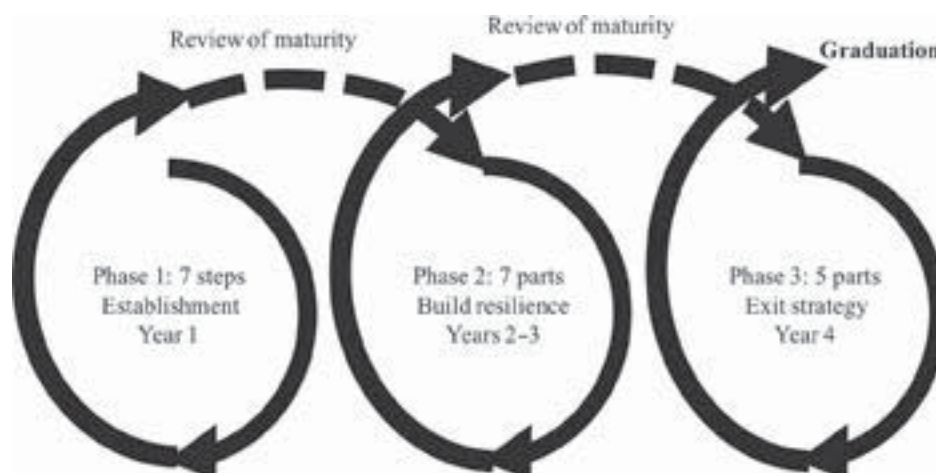 Review of maturity
Review of maturity
Graduation
Phase 1: 7 steps
Establishment
Year 1
Phase 2: 7 parts
Build resilience
Years 2–3
Phase 3: 5 parts
Exit strategy
Year 4